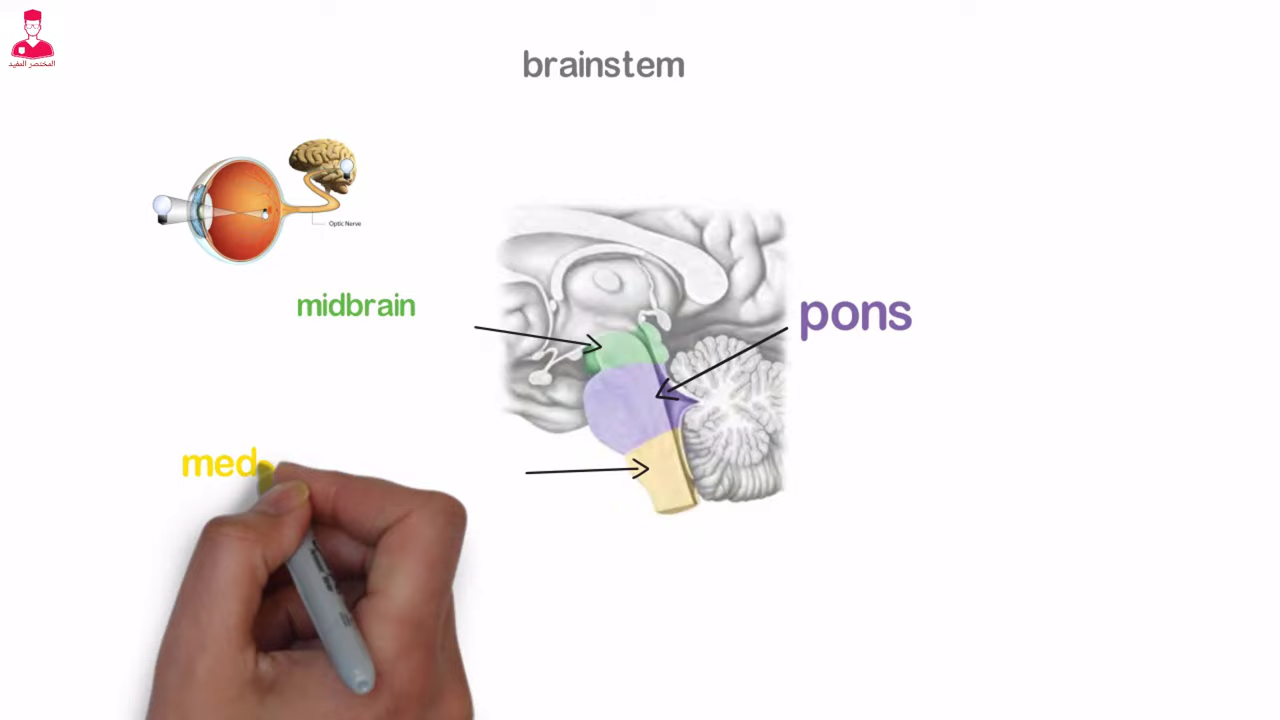 المختصر المفيد
brainstem
Optic Nerve
midbrain
pons
med